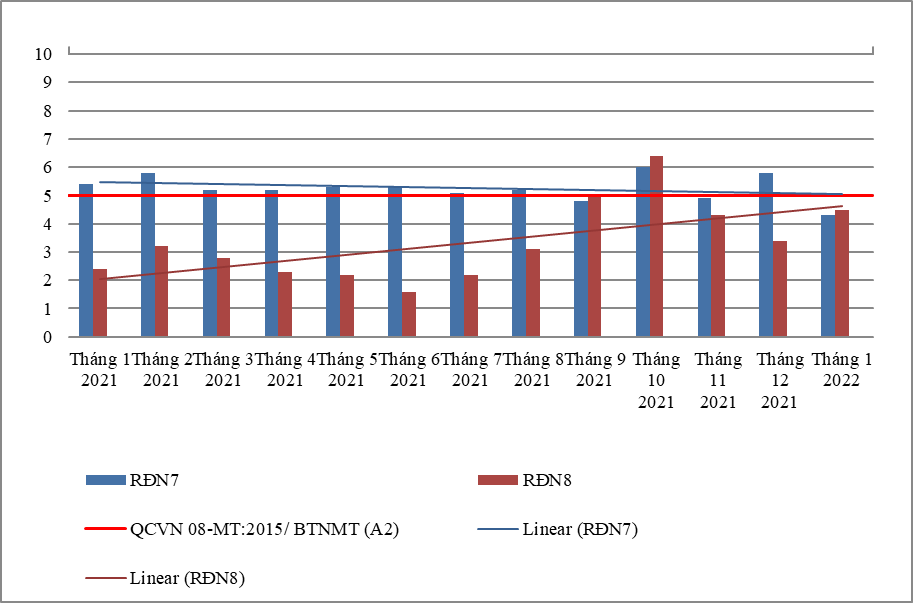 10
9
8
7
6
5
4
3
2
1
0
Tháng 1 2021
Tháng 2 2021
Tháng 3 2021
Tháng 4 2021
Tháng 5 2021
Tháng 6 2021
Tháng 7 2021
Tháng 8 2021
Tháng 9 2021
Tháng 10 2021
Tháng 11 2021
Tháng 12 2021
Tháng 1 2022
RĐN7
RĐN8
QCVN 08-MT:2015/ BTNMT (A2)
Linear (RĐN7)
Linear (RĐN8)